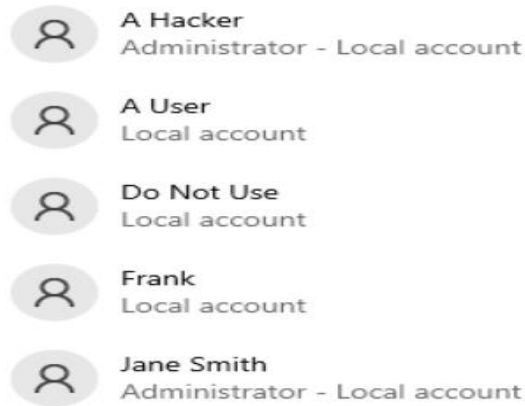 A Hacker
Administrator - Local account
A User
Local account
Do Not Use
Local account
Frank
Local account
Jane Smith
Administrator - Local account